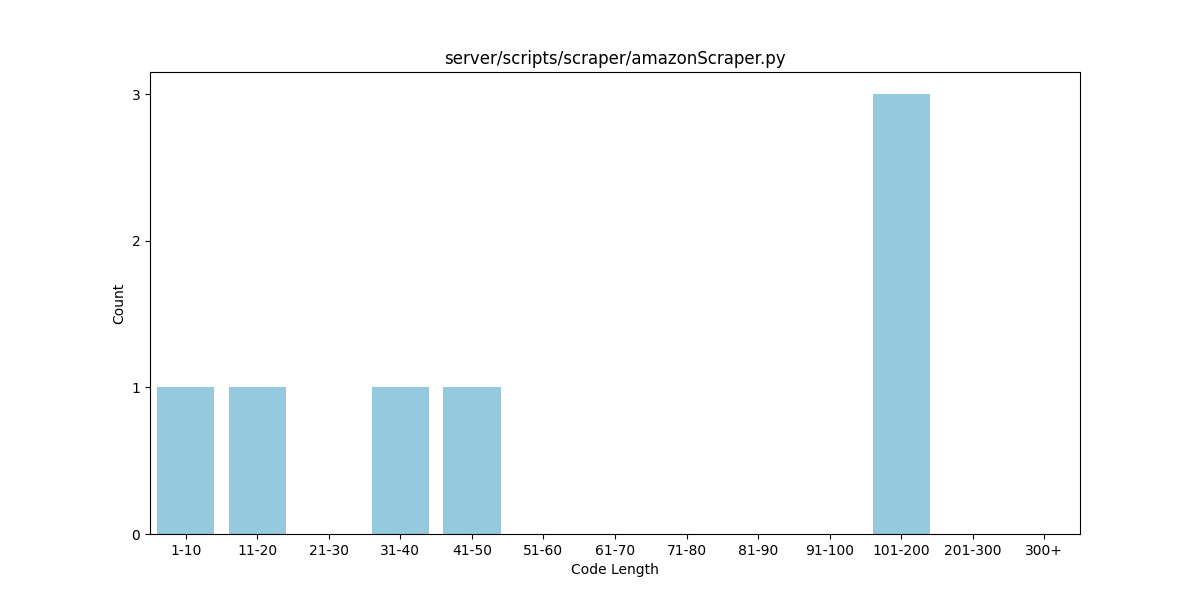 server/scripts/scraper/amazonScraper.py
3
2
1
0
Count
1-10 11-20 21-30 31-40 41-50 51-60 61-70 71-80 81-90 91-100 101-200 201-300 300+
Code Length